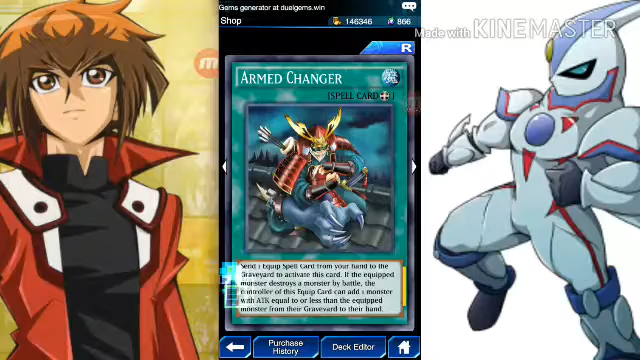 Gems generator at duelgems.win
Shop
146346
866
Made with KINEMASTER
R
ARMED CHANGER
[SPELL CARD]
Send 1 Equip Spell Card from your hand to the
Graveyard to activate this card. If the equipped
monster destroys a monster by battle, the
controller of this Equip Card can add 1 monster
with ATK equal to or less than the equipped
monster from their Graveyard to their hand.
Purchase
History
Deck Editor